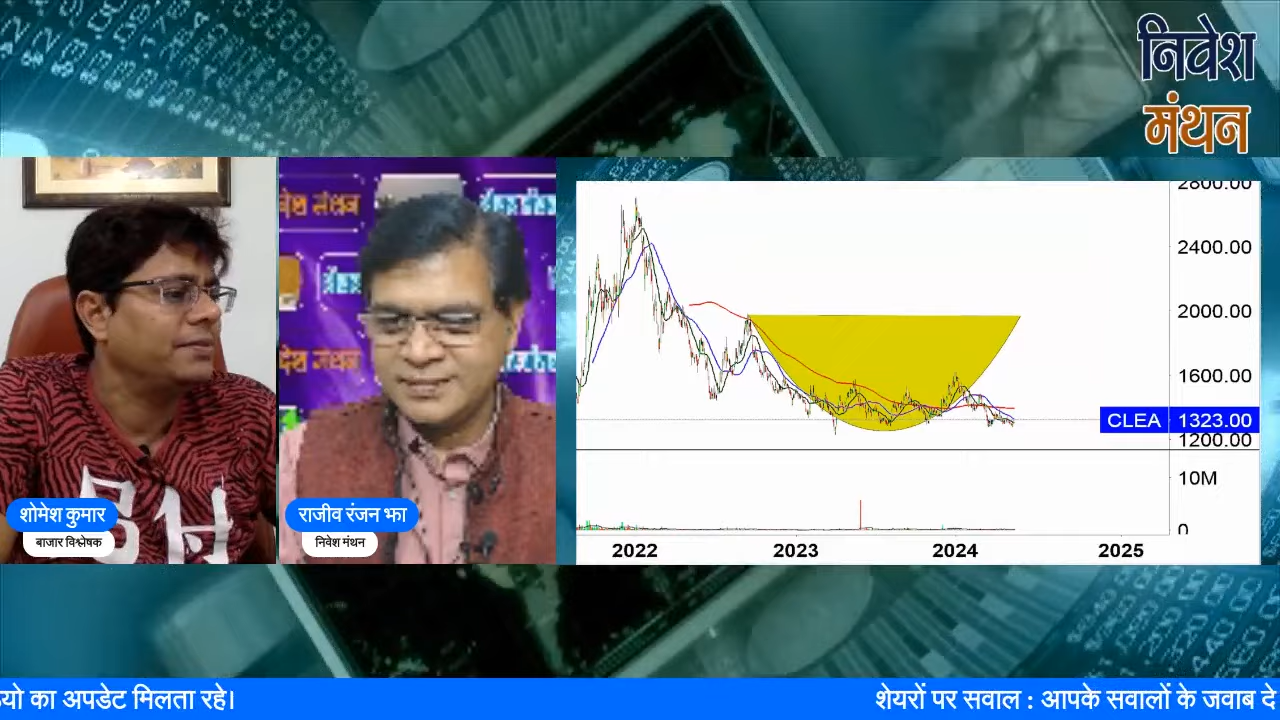 निवेश
मंथन
शोमेश कुमार
बाजार विश्लेषक
राजीव रंजन झा
निवेश मंथन
2800.00
2400.00
2000.00
1600.00
CLEA 1323.00
1200.00
10M
0
2022 2023 2024 2025
का अपडेट मिलता रहे।
शेयरों पर सवाल : आपके सवालों के जवाब दे